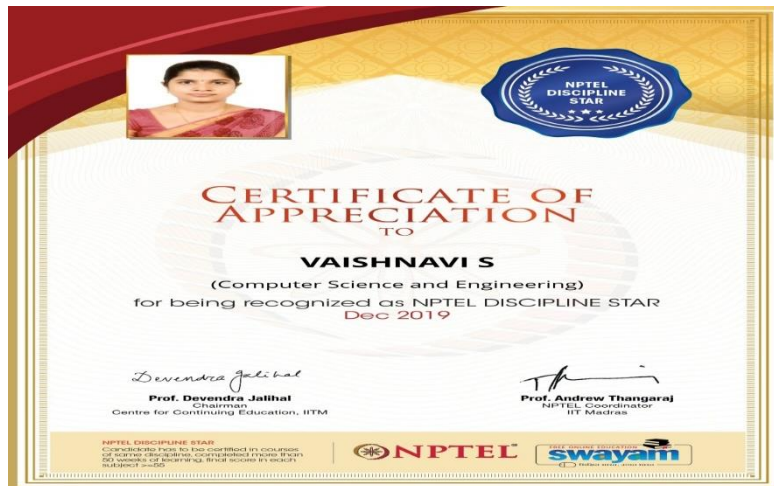 NPTEL
DISCIPLINE
STAR
CERTIFICATE OF
APPRECIATION
TO
VAISHNAVI S
(Computer Science and Engineering)
for being recognized as NPTEL DISCIPLINE STAR
Dec 2019
Devendra Jalihal
Prof. Devendra Jalihal
Chairman
Centre for Continuing Education, IITM
Prof. Andrew Thangaraj
NPTEL Coordinator
IIT Madras
NPTEL DISCIPLINE STAR
Candidate has to be certified in courses
of same discipline, completed more than
50 weeks of learning, final score in each
subject >=55
NPTEL
FREE ONLINE EDUCATION
swayam